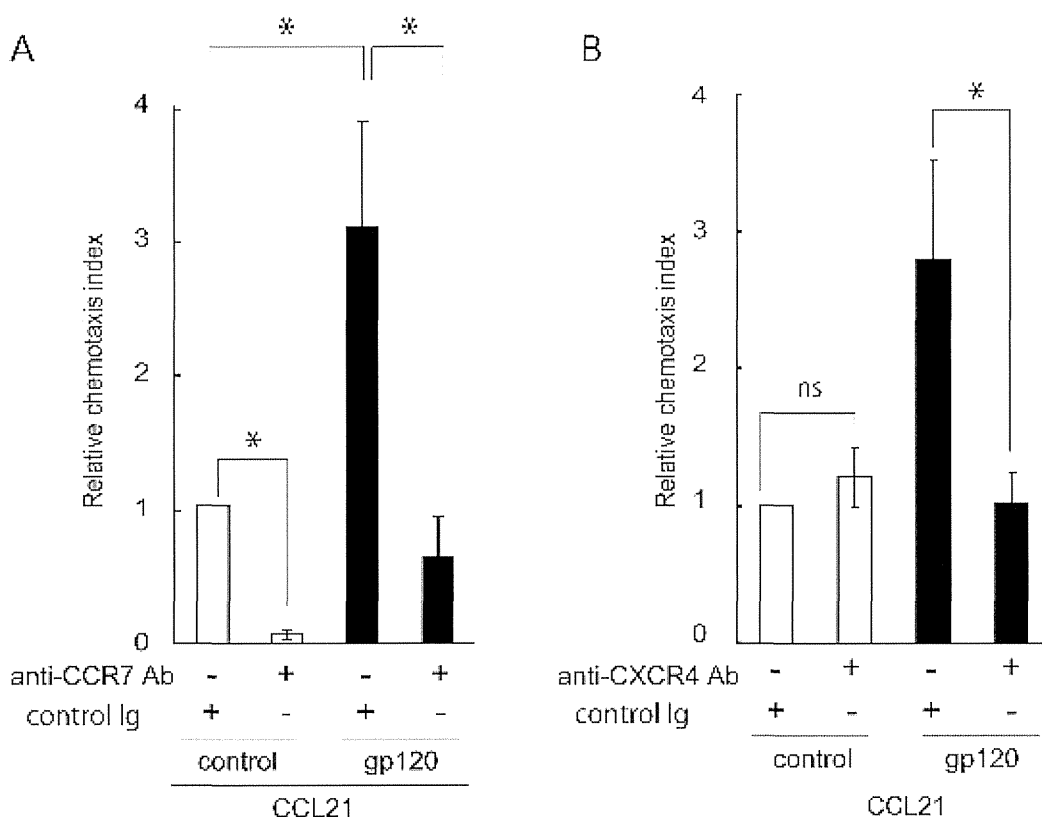 A
* *
4
3
2
1
0
Relative chemotaxis index
*
anti-CCR7 Ab - + - +
control Ig + - + -
control gp120
CCL21
B
*
4
3
2
1
0
Relative chemotaxis index
ns
anti-CXCR4 Ab - + - +
control Ig + - + -
control gp120
CCL21